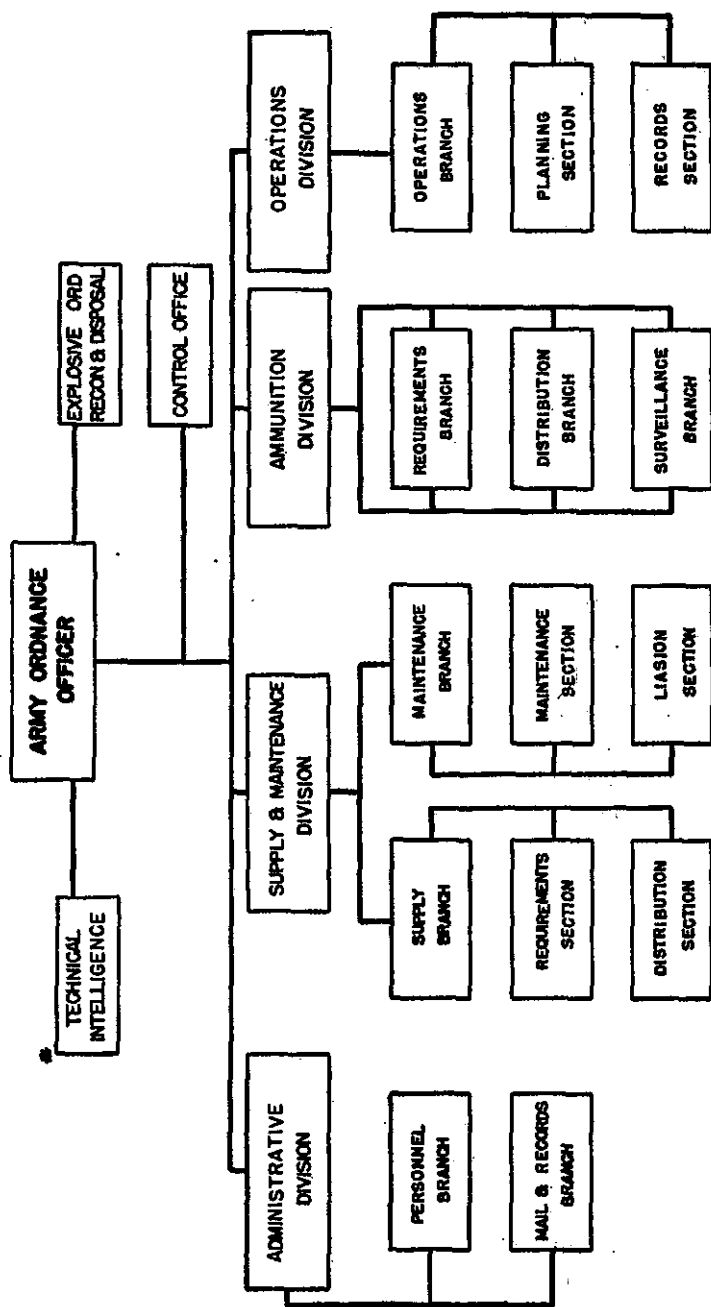 ARMY ORDNANCE
OFFICER
*
TECHNICAL
INTELLIGENCE
EXPLOSIVE ORD
RECON & DISPOSAL
CONTROL OFFICE
ADMINISTRATIVE
DIVISION
SUPPLY & MAINTENANCE
DIVISION
AMMUNITION
DIVISION
OPERATIONS
DIVISION
PERSONNEL
BRANCH
MAIL & RECORDS
BRANCH
SUPPLY
BRANCH
REQUIREMENTS
SECTION
DISTRIBUTION
SECTION
MAINTENANCE
BRANCH
MAINTENANCE
SECTION
LIASION
SECTION
REQUIREMENTS
BRANCH
DISTRIBUTION
BRANCH
SURVEILLANCE
BRANCH
OPERATIONS
BRANCH
PLANNING
SECTION
RECORDS
SECTION